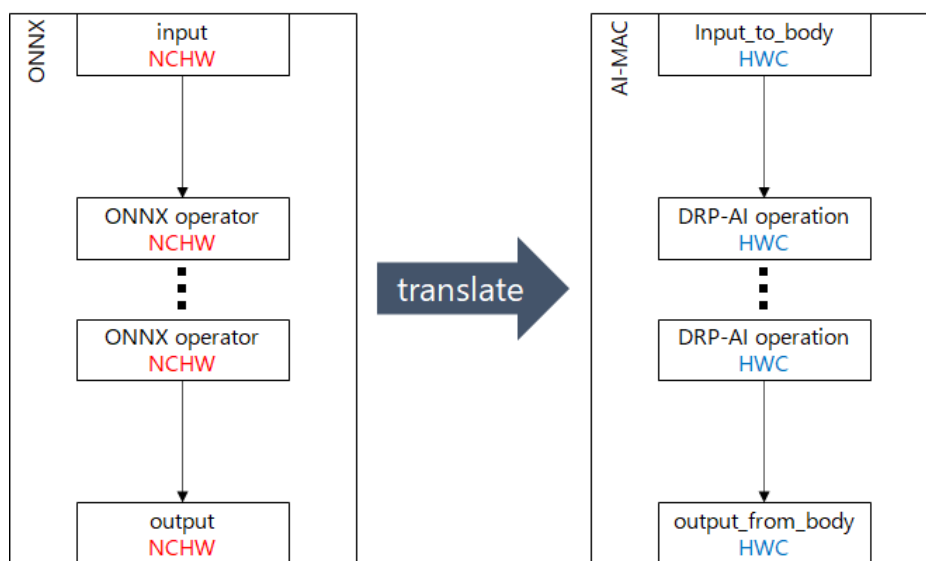 ONNX
input
NCHW
ONNX operator
NCHW
ONNX operator
NCHW
output
NCHW
translate
AI-MAC
Input_to_body
HWC
DRP-AI operation
HWC
DRP-AI operation
HWC
output_from_body
HWC